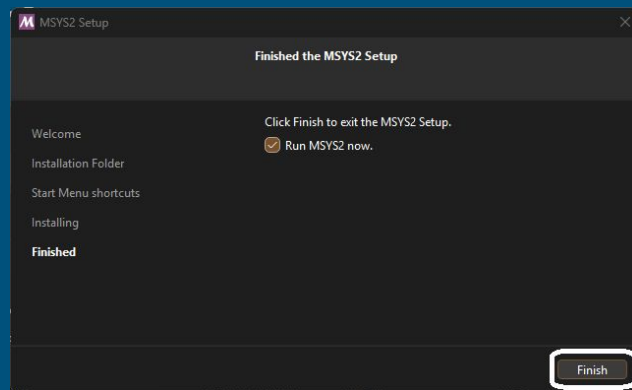 MSYS2 Setup
Finished the MSYS2 Setup
Welcome
Installation Folder
Start Menu shortcuts
Installing
Finished
Click Finish to exit the MSYS2 Setup.
Run MSYS2 now.
Finish